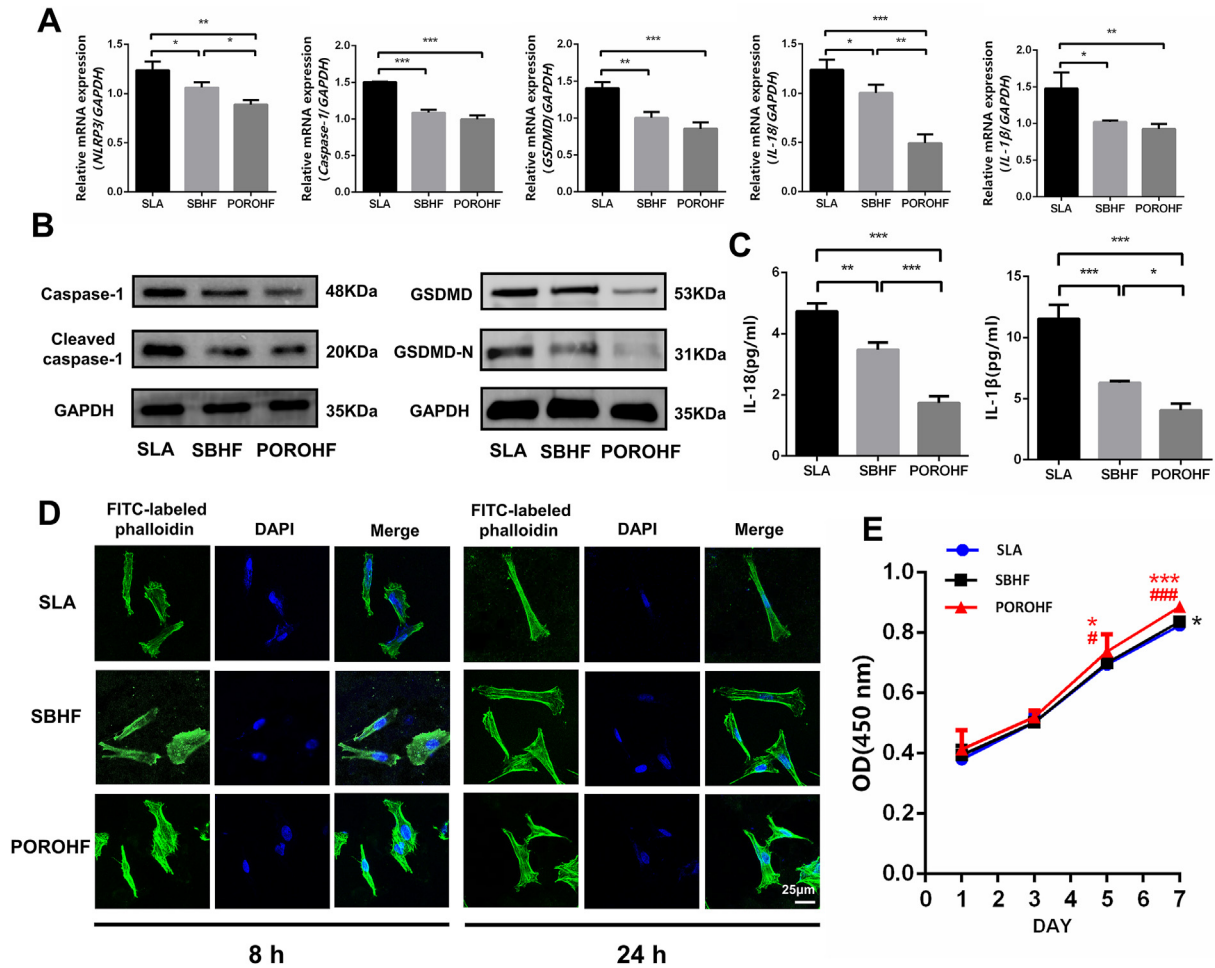 A
Relative mRNA expression
(NLRP3/GAPDH)
1.5
1.0
0.5
0.0
**
*
*
SLA SBHF POROHF
Relative mRNA expression
(Caspase-1/GAPDH)
2.0
1.5
1.0
0.5
0.0
***
***
SLA SBHF POROHF
Relative mRNA expression
(GSDMD/GAPDH)
2.0
1.5
1.0
0.5
0.0
***
**
SLA SBHF POROHF
Relative mRNA expression
(IL-18/GAPDH)
1.5
1.0
0.5
0.0
***
*
**
SLA SBHF POROHF
Relative mRNA expression
(IL-1β/GAPDH)
2.0
1.5
1.0
0.5
0.0
**
*
SLA SBHF POROHF
B
Caspase-1 48KDa
Cleaved
caspase-1 20KDa
GAPDH 35KDa
SLA SBHF POROHF
GSDMD 53KDa
GSDMD-N 31KDa
GAPDH 35KDa
SLA SBHF POROHF
C
IL-18(pg/ml)
6
4
2
0
***
**
***
SLA SBHF POROHF
IL-1β(pg/ml)
15
10
5
0
***
***
*
SLA SBHF POROHF
D
FITC-labeled
phalloidin DAPI Merge
FITC-labeled
phalloidin DAPI Merge
SLA
SBHF
POROHF
25μm
8 h 24 h
E
SLA
SBHF
POROHF
OD(450 nm)
1.0
0.8
0.6
0.4
0.2
0.0
*
#
***
###
*
0 1 2 3 4 5 6 7
DAY